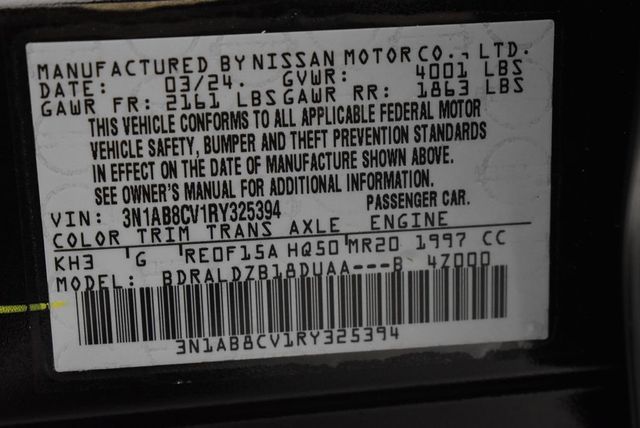 MANUFACTURED BY NISSAN MOTOR CO., LTD.
DATE: 03/24. GVWR: 4001 LBS
GAWR FR: 2161 LBS GAWR RR: 1863 LBS
THIS VEHICLE CONFORMS TO ALL APPLICABLE FEDERAL MOTOR
VEHICLE SAFETY, BUMPER AND THEFT PREVENTION STANDARDS
IN EFFECT ON THE DATE OF MANUFACTURE SHOWN ABOVE.
SEE OWNER'S MANUAL FOR ADDITIONAL INFORMATION.
VIN: 3N1AB8CV1RY325394 PASSENGER CAR.
COLOR TRIM TRANS AXLE ENGINE
KH3 G RE0F15A HQ50 MR20 1997 CC
MODEL: BDRALDZB18DUAA---B 4Z000
3N1AB8CV1RY325394